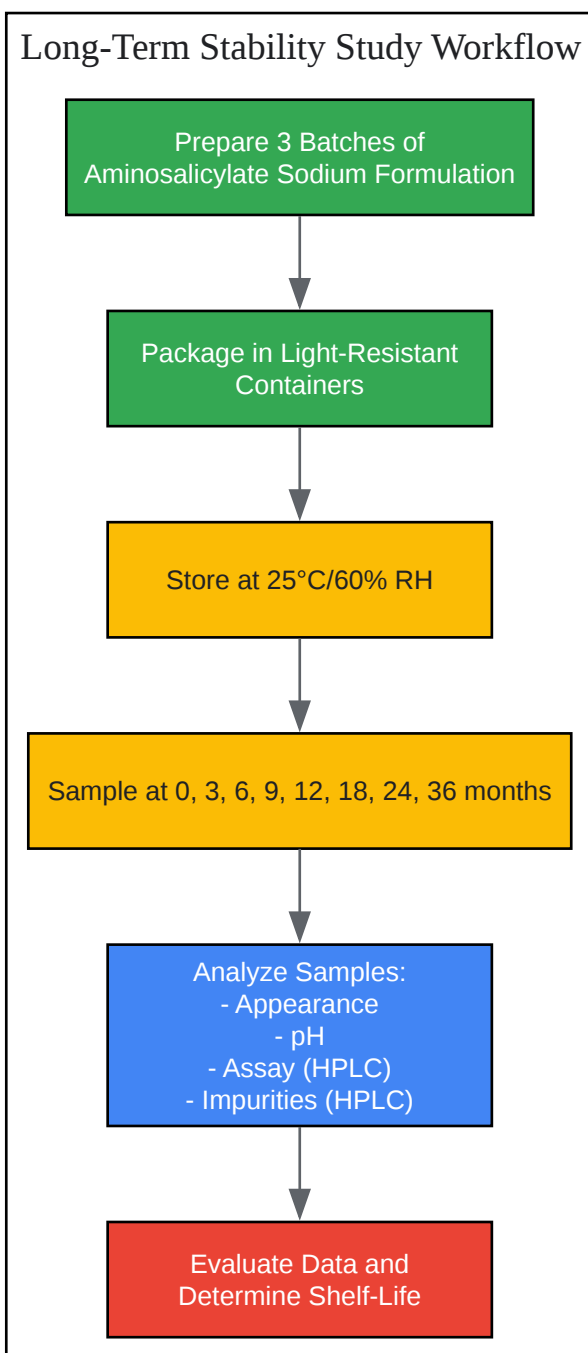 Long-Term Stability Study Workflow
Prepare 3 Batches of
Aminosalicylate Sodium Formulation
Package in Light-Resistant
Containers
Store at 25°C/60% RH
Sample at 0, 3, 6, 9, 12, 18, 24, 36 months
Analyze Samples:
- Appearance
- pH
- Assay (HPLC)
- Impurities (HPLC)
Evaluate Data and
Determine Shelf-Life